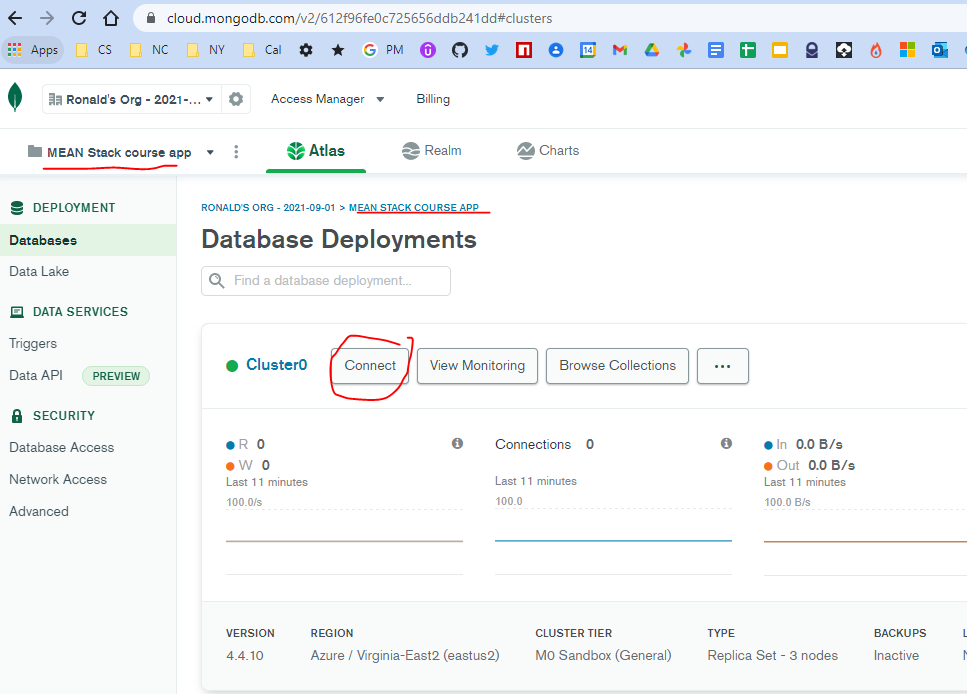 cloud.mongodb.com/v2/612f96fe0c725656ddb241dd#clusters
Apps CS NC NY Cal PM
Ronald's Org - 2021-... Access Manager Billing
MEAN Stack course app Atlas Realm Charts
DEPLOYMENT
Databases
Data Lake
DATA SERVICES
Triggers
Data API PREVIEW
SECURITY
Database Access
Network Access
Advanced
RONALD'S ORG - 2021-09-01 > MEAN STACK COURSE APP
Database Deployments
Find a database deployment...
Cluster0 Connect View Monitoring Browse Collections ...
R 0
W 0
Last 11 minutes
100.0/s
Connections 0
Last 11 minutes
100.0
In 0.0 B/s
Out 0.0 B/s
Last 11 minutes
100.0 B/s
VERSION REGION CLUSTER TIER TYPE BACKUPS
4.4.10 Azure / Virginia-East2 (eastus2) M0 Sandbox (General) Replica Set - 3 nodes Inactive